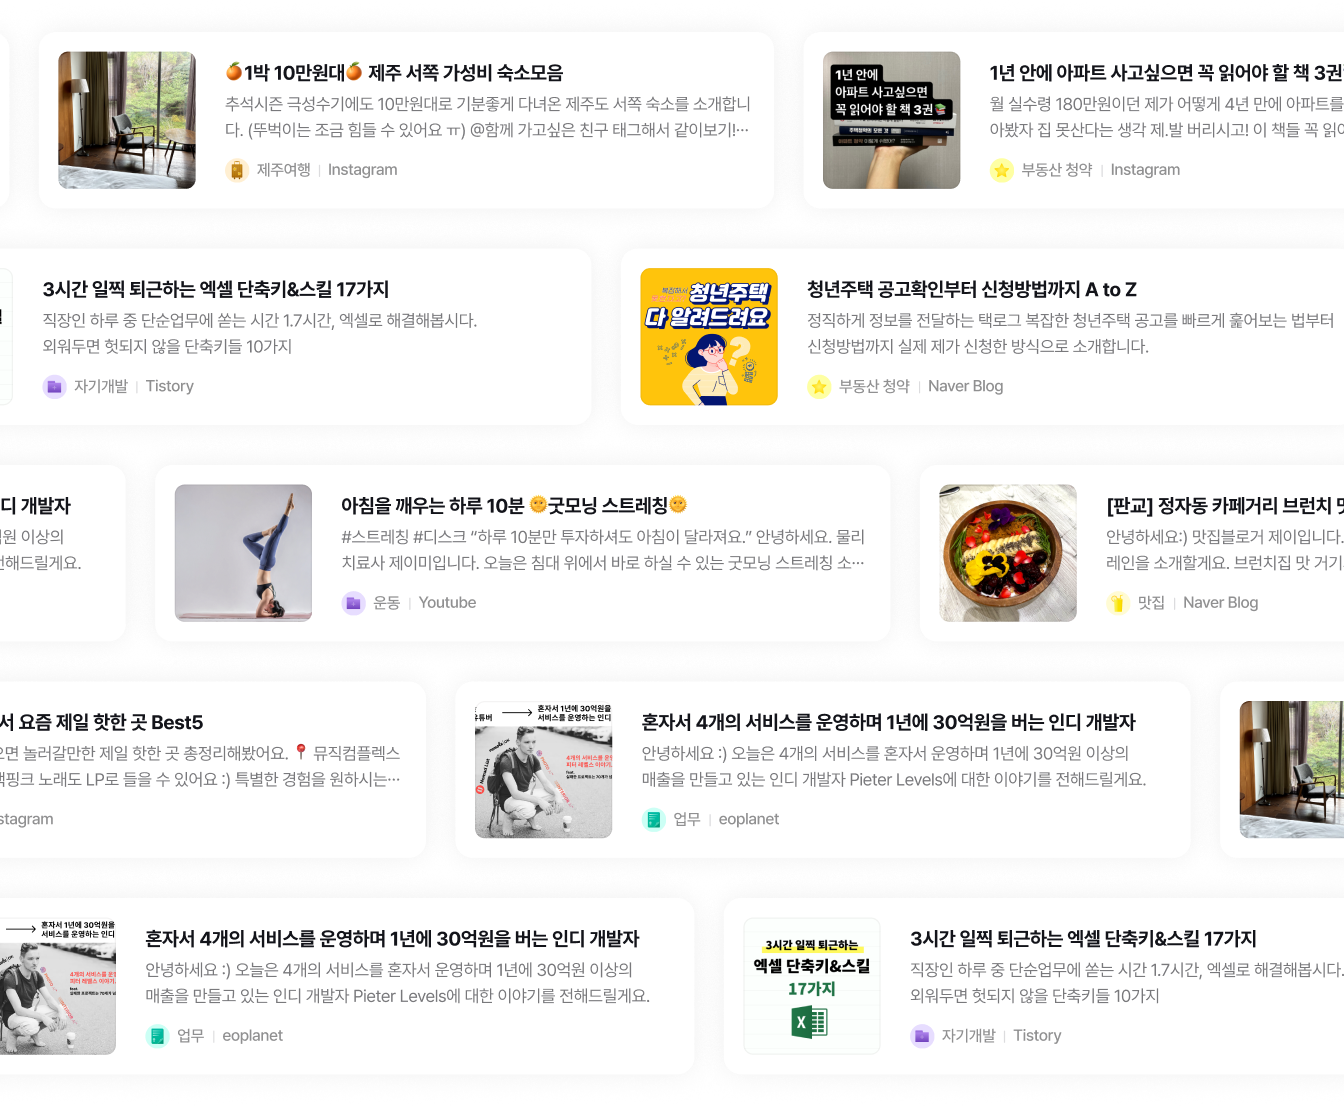 🍊1박 10만원대🍊 제주 서쪽 가성비 숙소모음
추석시즌 극성수기에도 10만원대로 기분좋게 다녀온 제주도 서쪽 숙소를 소개합니
다. (뚜벅이는 조금 힘들 수 있어요 ㅠ) @함께 가고싶은 친구 태그해서 같이보기!…
제주여행 | Instagram
1년 안에
아파트 사고싶으면
꼭 읽어야 할 책 3권📚
1년 안에 아파트 사고싶으면 꼭 읽어야 할 책 3권
월 실수령 180만원이던 제가 어떻게 4년 만에 아파트를
아봤자 집 못산다는 생각 제.발 버리시고! 이 책들 꼭 읽어
부동산 청약 | Instagram
3시간 일찍 퇴근하는 엑셀 단축키&스킬 17가지
직장인 하루 중 단순업무에 쏟는 시간 1.7시간, 엑셀로 해결해봅시다.
외워두면 헛되지 않을 단축키들 10가지
자기개발 | Tistory
청년주택
다 알려드려요
청년주택 공고확인부터 신청방법까지 A to Z
정직하게 정보를 전달하는 택로그 복잡한 청년주택 공고를 빠르게 훑어보는 법부터
신청방법까지 실제 제가 신청한 방식으로 소개합니다.
부동산 청약 | Naver Blog
디 개발자
원 이상의
전해드릴게요.
아침을 깨우는 하루 10분 🌞굿모닝 스트레칭🌞
#스트레칭 #디스크 “하루 10분만 투자하셔도 아침이 달라져요.” 안녕하세요. 물리
치료사 제이미입니다. 오늘은 침대 위에서 바로 하실 수 있는 굿모닝 스트레칭 소…
운동 | Youtube
[판교] 정자동 카페거리 브런치 맛
안녕하세요:) 맛집블로거 제이입니다.
레인을 소개할게요. 브런치집 맛 거기
맛집 | Naver Blog
서 요즘 제일 핫한 곳 Best5
으면 놀러갈만한 제일 핫한 곳 총정리해봤어요. 📍 뮤직컴플렉스
핑크 노래도 LP로 들을 수 있어요 :) 특별한 경험을 원하시는…
stagram
유튜버
혼자서 1년에 30억원을
서비스를 운영하는 인디
혼자서 4개의 서비스를 운영하며 1년에 30억원을 버는 인디 개발자
안녕하세요 :) 오늘은 4개의 서비스를 혼자서 운영하며 1년에 30억원 이상의
매출을 만들고 있는 인디 개발자 Pieter Levels에 대한 이야기를 전해드릴게요.
업무 | eoplanet
혼자서 1년에 30억원을
서비스를 운영하는 인디
혼자서 4개의 서비스를 운영하며 1년에 30억원을 버는 인디 개발자
안녕하세요 :) 오늘은 4개의 서비스를 혼자서 운영하며 1년에 30억원 이상의
매출을 만들고 있는 인디 개발자 Pieter Levels에 대한 이야기를 전해드릴게요.
업무 | eoplanet
3시간 일찍 퇴근하는
엑셀 단축키&스킬
17가지
X
3시간 일찍 퇴근하는 엑셀 단축키&스킬 17가지
직장인 하루 중 단순업무에 쏟는 시간 1.7시간, 엑셀로 해결해봅시다.
외워두면 헛되지 않을 단축키들 10가지
자기개발 | Tistory